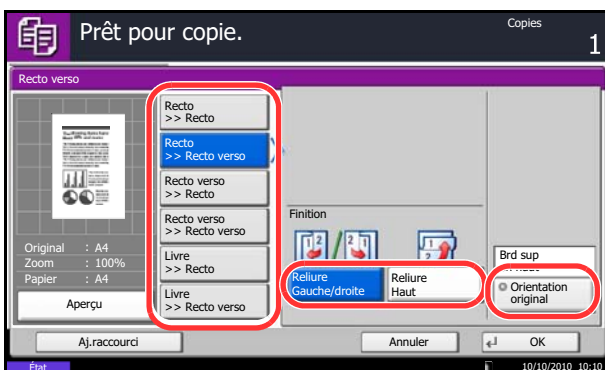 Prêt pour copie.
Copies
1
Recto verso
Recto
>> Recto
Recto
>> Recto verso
Recto verso
>> Recto
Recto verso
>> Recto verso
Livre
>> Recto
Livre
>> Recto verso
Original : A4
Zoom : 100%
Papier : A4
Aperçu
Finition
Reliure
Gauche/droite
Reliure
Haut
Brd sup
Orientation
original
Aj.raccourci
Annuler
OK
État
10/10/2010 10:10